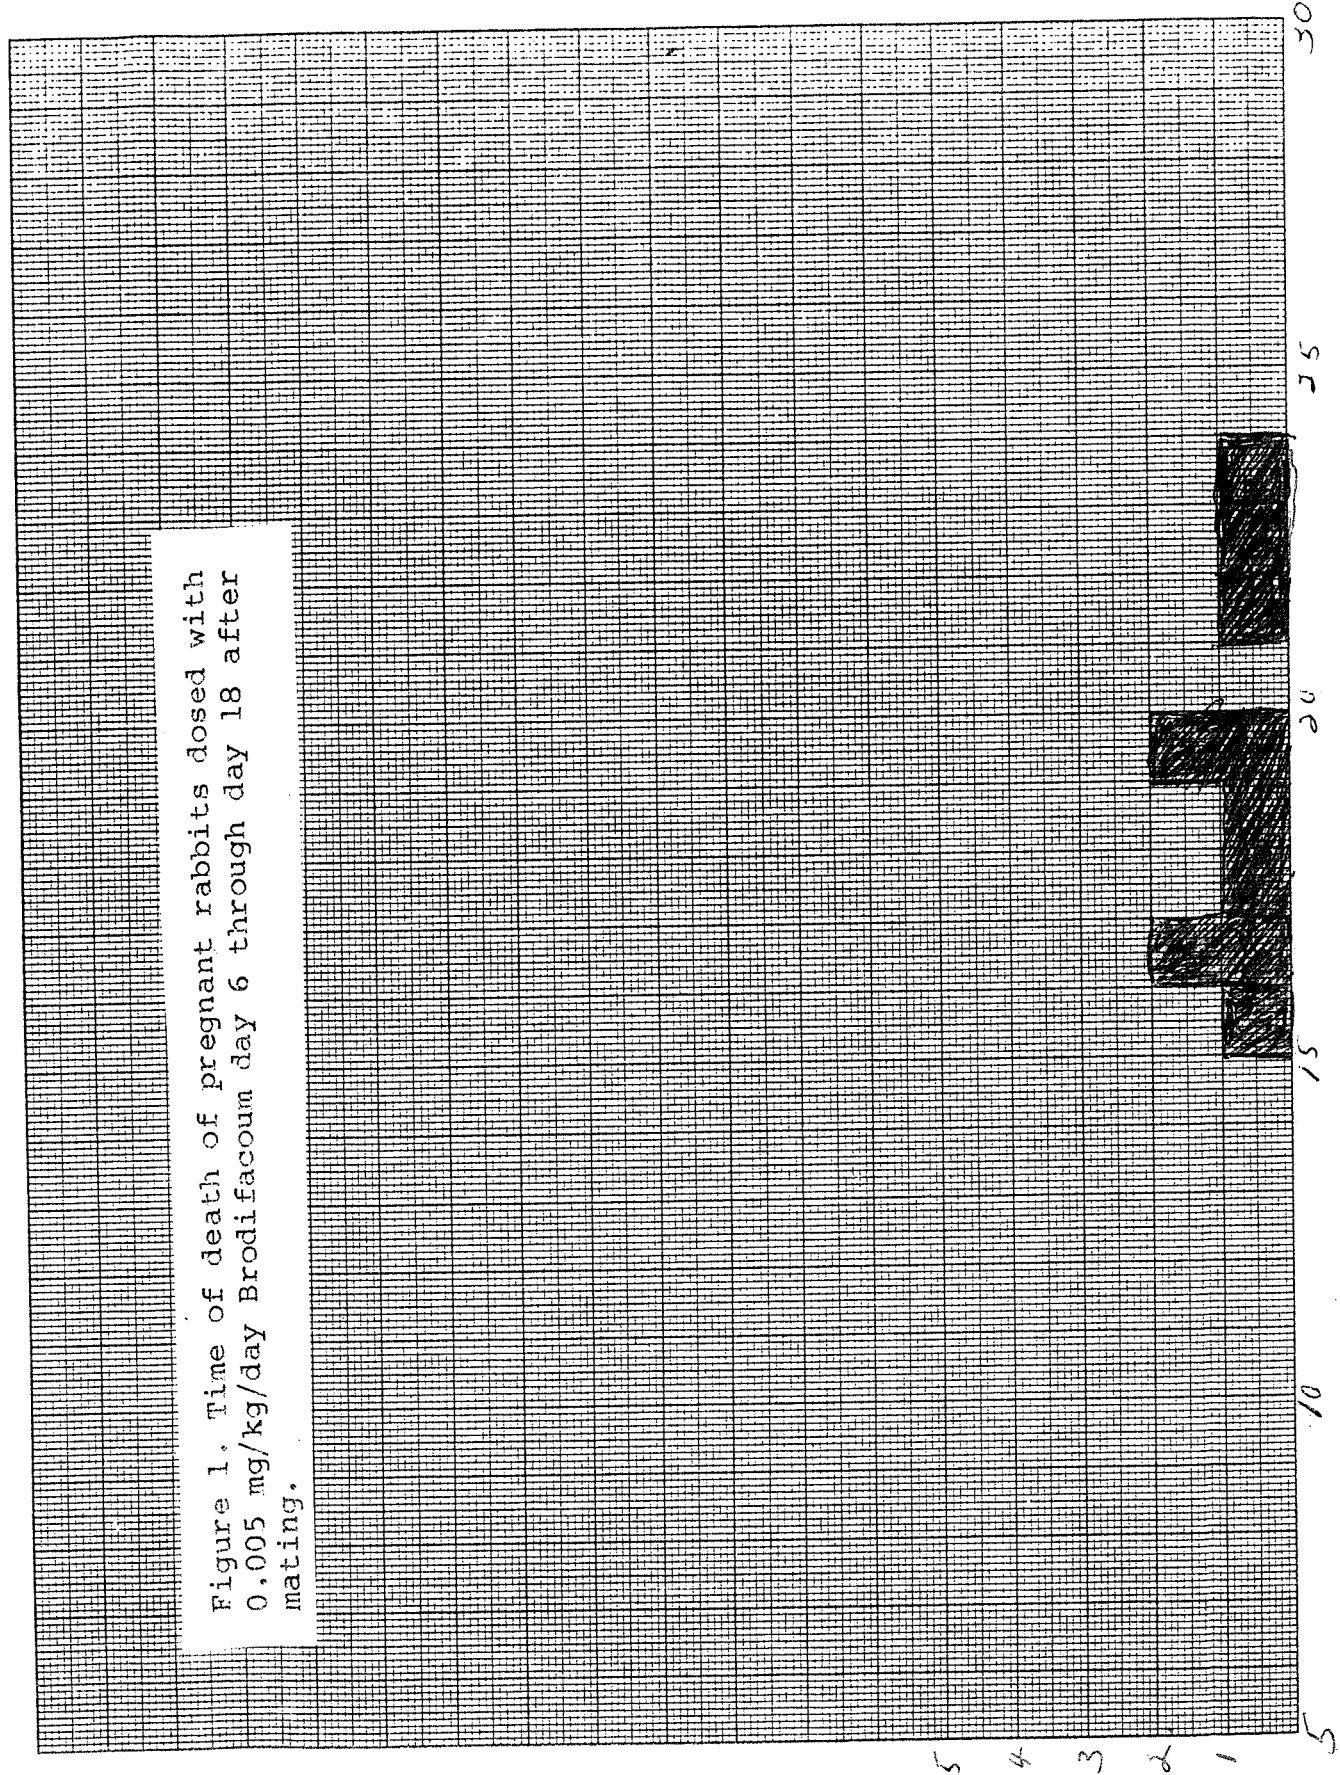 Figure 1. Time of death of pregnant rabbits dosed with
0.005 mg/kg/day Brodifacoum day 6 through day 18 after
mating.
5
4
3
2
1
5 10 15 20 25 30